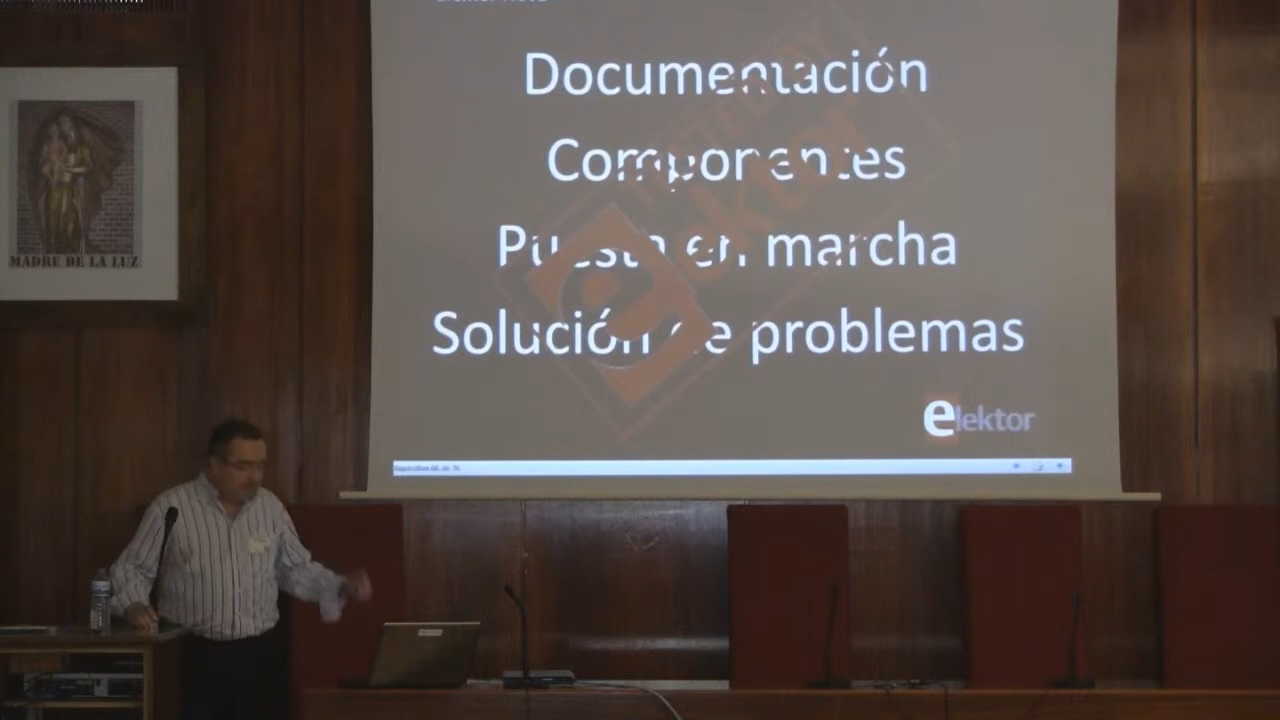 Documentación
Componentes
Puesta en marcha
Solución de problemas
elektor
MADRE DE LA LUZ